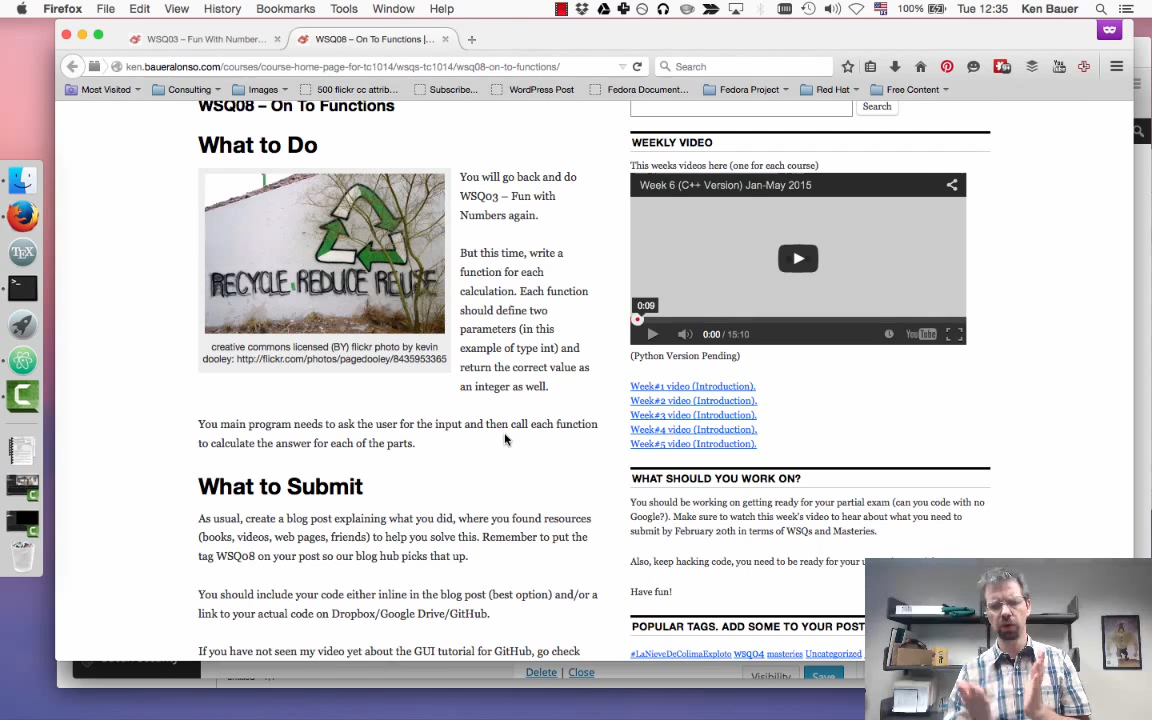 Firefox File Edit View History Bookmarks Tools Window Help 100% Tue 12:35 Ken Bauer
WSQ03 – Fun With Number... WSQ08 – On To Functions |...
ken.baueralonso.com/courses/course-home-page-for-tc1014/wsqs-tc1014/wsq08-on-to-functions/ Search
Most Visited Consulting Images 500 flickr cc attrib... Subscribe... WordPress Post Fedora Document... Fedora Project Red Hat Free Content
WSQ08 – On To Functions
Search
What to Do
You will go back and do
WSQ03 – Fun with
Numbers again.
But this time, write a
function for each
calculation. Each function
should define two
parameters (in this
example of type int) and
return the correct value as
an integer as well.
RECYCLE. REDUCE REUSE
creative commons licensed (BY) flickr photo by kevin
dooley: http://flickr.com/photos/pagedooley/8435953365
You main program needs to ask the user for the input and then call each function
to calculate the answer for each of the parts.
What to Submit
As usual, create a blog post explaining what you did, where you found resources
(books, videos, web pages, friends) to help you solve this. Remember to put the
tag WSQ08 on your post so our blog hub picks that up.
You should include your code either inline in the blog post (best option) and/or a
link to your actual code on Dropbox/Google Drive/GitHub.
If you have not seen my video yet about the GUI tutorial for GitHub, go check
WEEKLY VIDEO
This weeks videos here (one for each course)
Week 6 (C++ Version) Jan-May 2015
0:09
0:00 / 15:10 YouTube
(Python Version Pending)
Week#1 video (Introduction).
Week#2 video (Introduction).
Week#3 video (Introduction).
Week#4 video (Introduction).
Week#5 video (Introduction).
WHAT SHOULD YOU WORK ON?
You should be working on getting ready for your partial exam (can you code with no
Google?). Make sure to watch this week's video to hear about what you need to
submit by February 20th in terms of WSQs and Masteries.
Also, keep hacking code, you need to be ready for your
Have fun!
POPULAR TAGS. ADD SOME TO YOUR POST
#LaNieveDeColimaExploto WSQ04 masteries Uncategorized
Delete Close Visibility Save
TEX